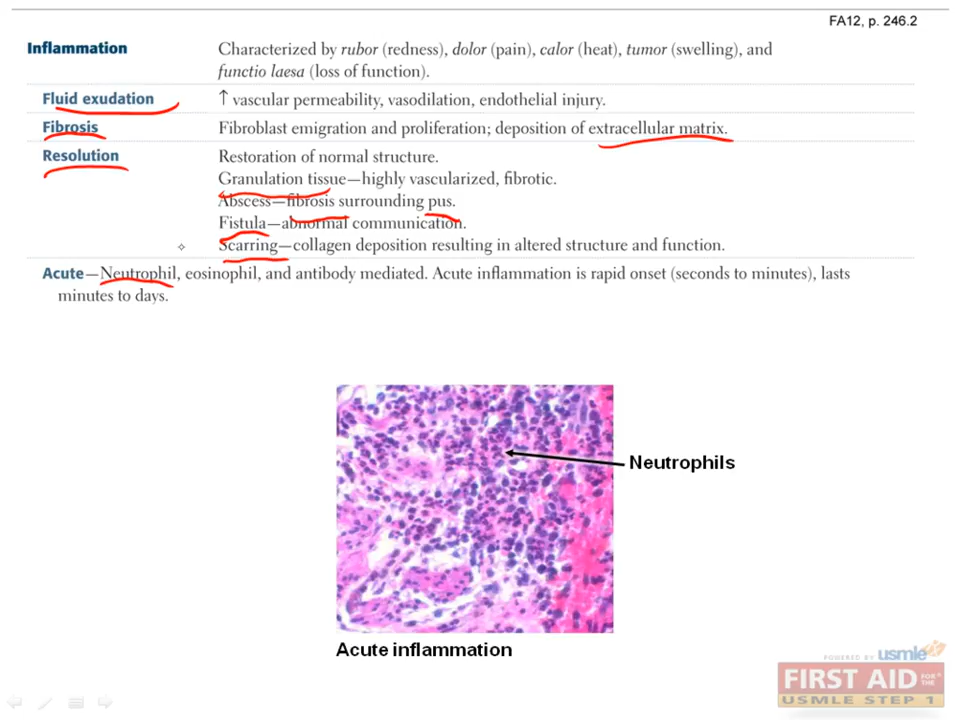 FA12, p. 246.2
Inflammation
Characterized by rubor (redness), dolor (pain), calor (heat), tumor (swelling), and
functio laesa (loss of function).
Fluid exudation
↑ vascular permeability, vasodilation, endothelial injury.
Fibrosis
Fibroblast emigration and proliferation; deposition of extracellular matrix.
Resolution
Restoration of normal structure.
Granulation tissue—highly vascularized, fibrotic.
Abscess—fibrosis surrounding pus.
Fistula—abnormal communication.
Scarring—collagen deposition resulting in altered structure and function.
Acute—Neutrophil, eosinophil, and antibody mediated. Acute inflammation is rapid onset (seconds to minutes), lasts
minutes to days.
Neutrophils
Acute inflammation
POWERED BY usmle
FIRST AID FOR THE®
USMLE STEP 1